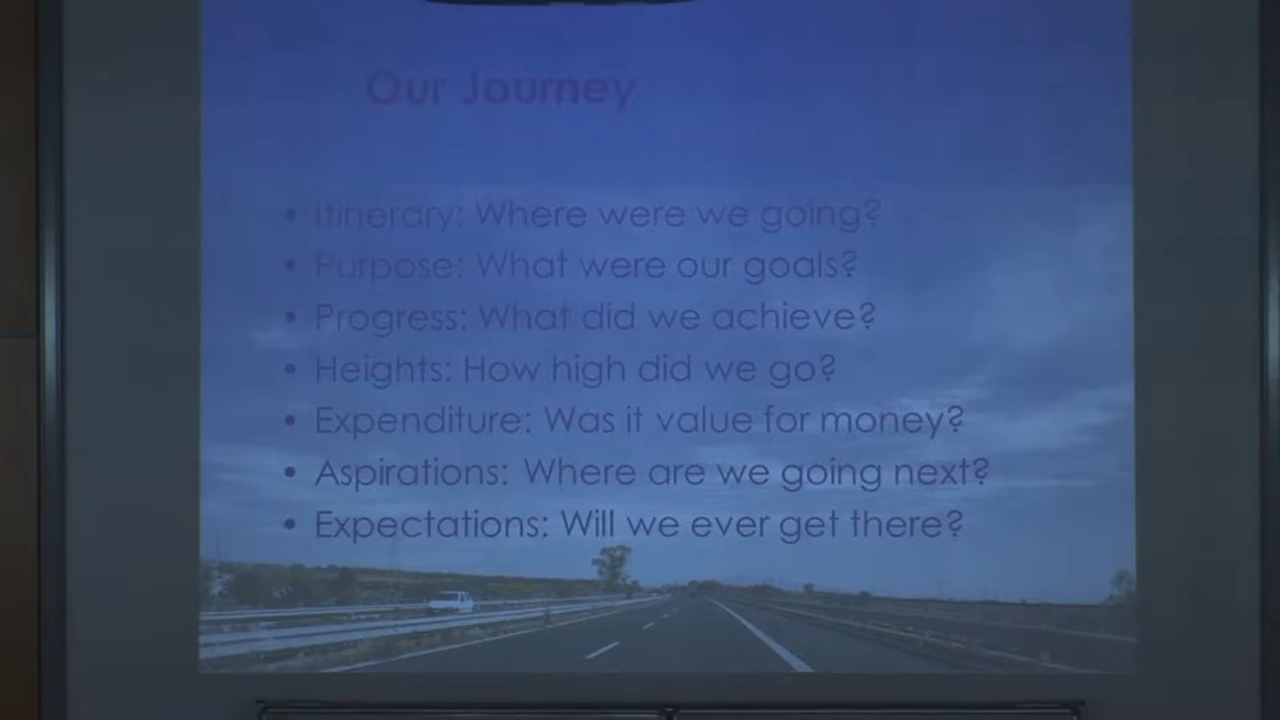 Our Journey
• Itinerary: Where were we going?
• Purpose: What were our goals?
• Progress: What did we achieve?
• Heights: How high did we go?
• Expenditure: Was it value for money?
• Aspirations: Where are we going next?
• Expectations: Will we ever get there?